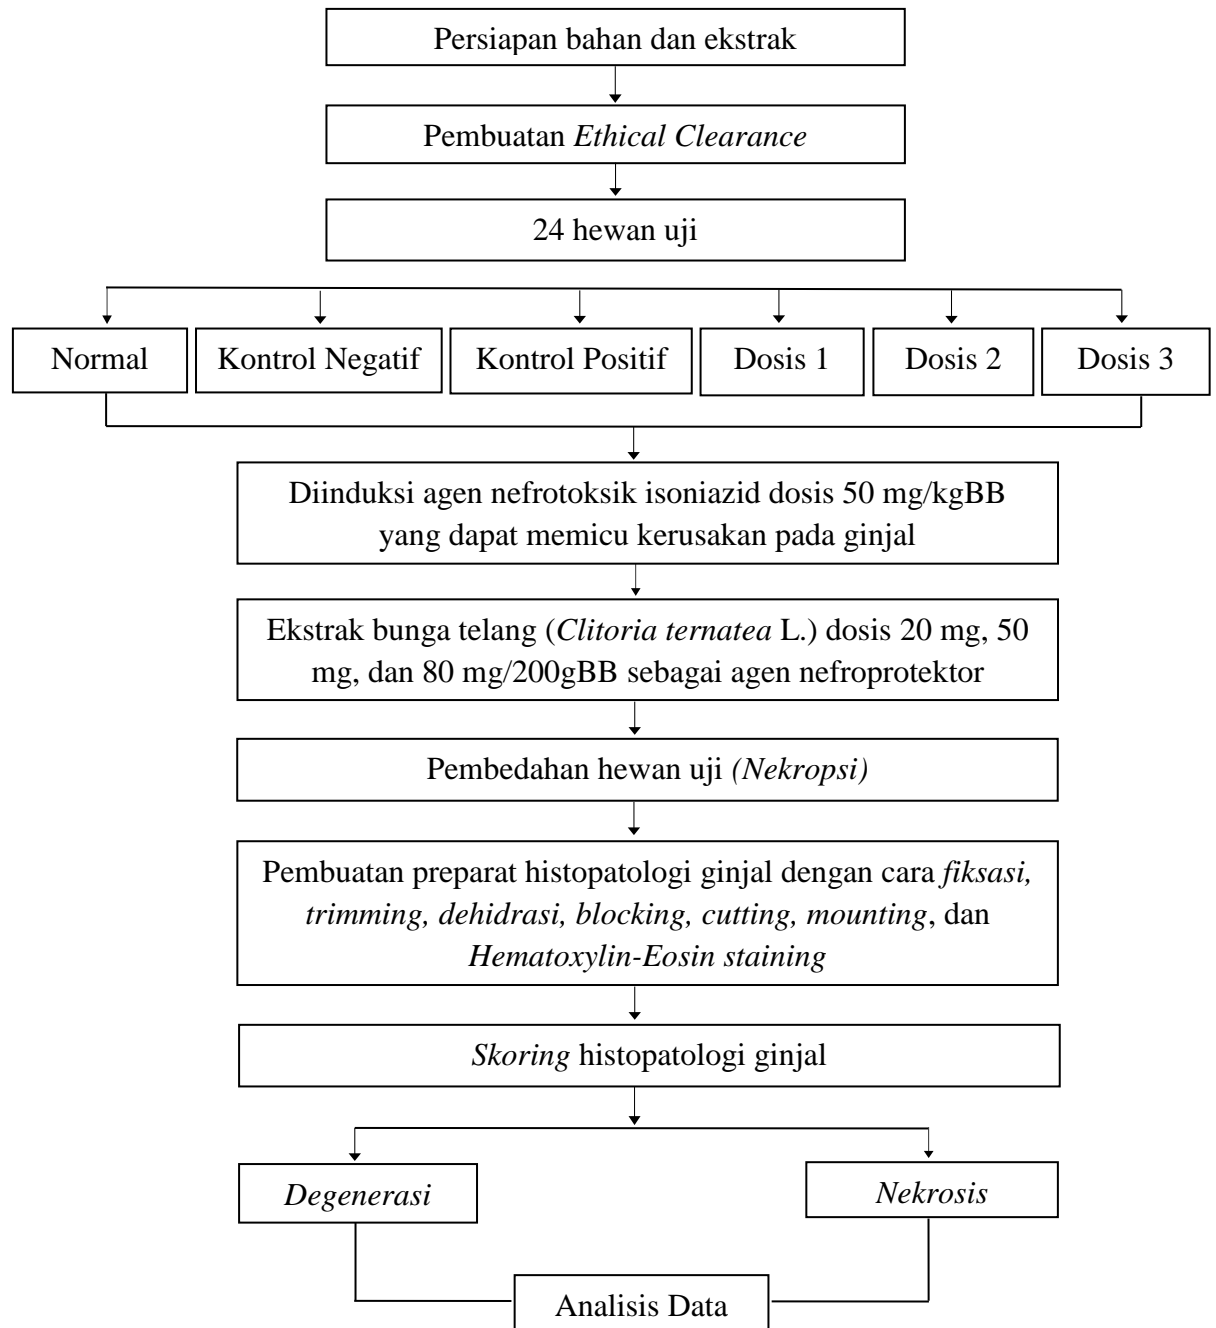 Persiapan bahan dan ekstrak
Pembuatan Ethical Clearance
24 hewan uji
Normal
Kontrol Negatif
Kontrol Positif
Dosis 1
Dosis 2
Dosis 3
Diinduksi agen nefrotoksik isoniazid dosis 50 mg/kgBB
yang dapat memicu kerusakan pada ginjal
Ekstrak bunga telang (Clitoria ternatea L.) dosis 20 mg, 50
mg, dan 80 mg/200gBB sebagai agen nefroprotektor
Pembedahan hewan uji (Nekropsi)
Pembuatan preparat histopatologi ginjal dengan cara fiksasi,
trimming, dehidrasi, blocking, cutting, mounting, dan
Hematoxylin-Eosin staining
Skoring histopatologi ginjal
Degenerasi
Nekrosis
Analisis Data